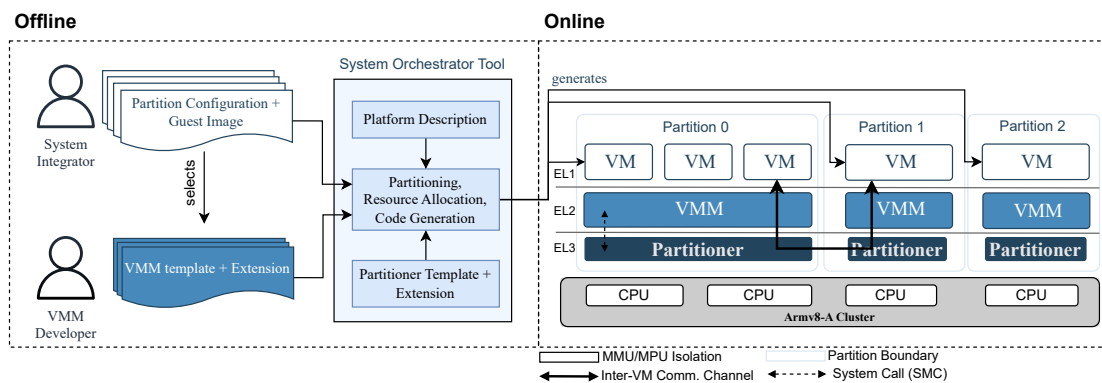 Offline
Online
System Orchestrator Tool
generates
Partition Configuration +
Guest Image
System
Integrator
Platform Description
Partition 0
Partition 1
Partition 2
VM
VM
VM
VM
VM
EL1
selects
Partitioning,
Resource Allocation,
Code Generation
EL2
VMM
VMM
VMM
EL3
Partitioner
Partitioner
Partitioner
VMM template + Extension
Partitioner Template +
Extension
CPU
CPU
CPU
CPU
Armv8-A Cluster
VMM
Developer
MMU/MPU Isolation
Partition Boundary
Inter-VM Comm. Channel
System Call (SMC)